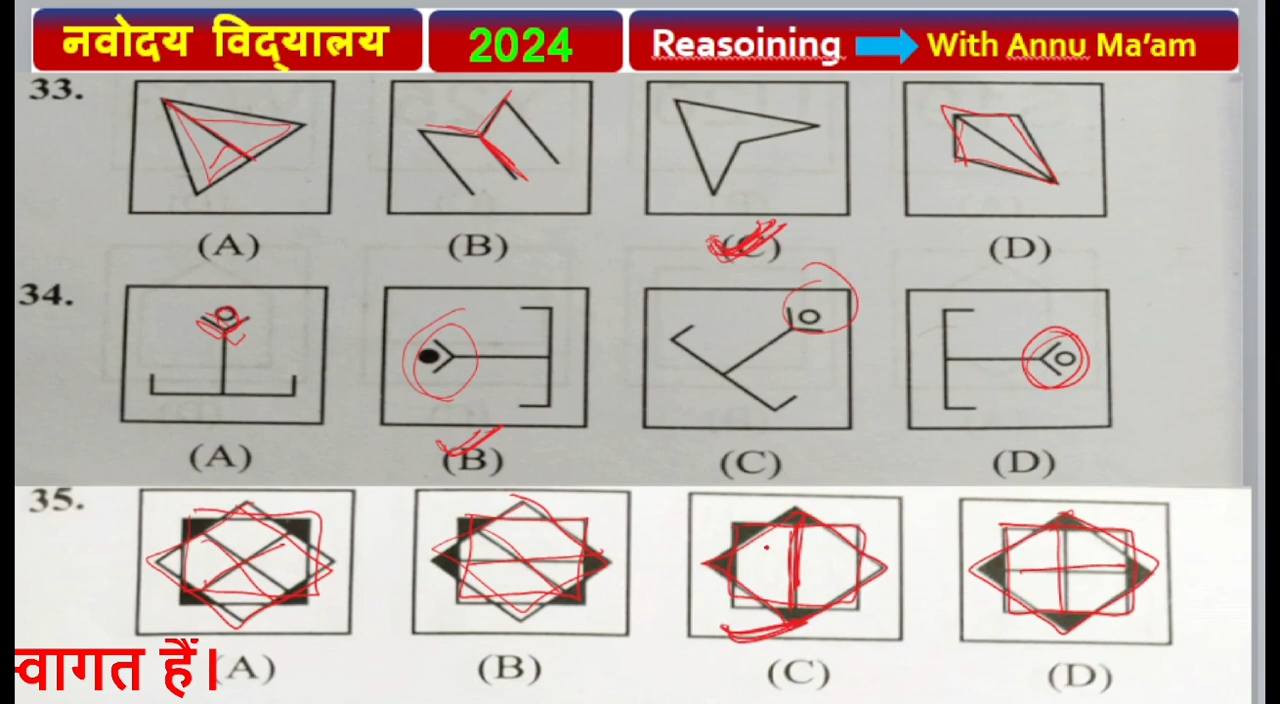 नवोदय विद्यालय 2024 Reasoining With Annu Ma'am
33.
(A) (B) (C) (D)
34.
(A) (B) (C) (D)
35.
(A) (B) (C) (D)
वागत हैं।